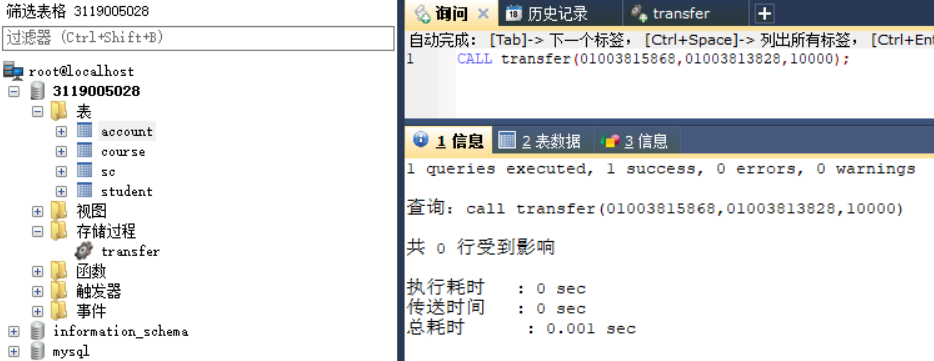 筛选表格 3119005028
过滤器 (Ctrl+Shift+B)
root@localhost
3119005028
表
account
course
sc
student
视图
存储过程
transfer
函数
触发器
事件
information_schema
mysql
询问
历史记录
transfer
自动完成: [Tab]-> 下一个标签, [Ctrl+Space]-> 列出所有标签, [Ctrl+En
1 CALL transfer(01003815868,01003813828,10000);
1 信息
2 表数据
3 信息
1 queries executed, 1 success, 0 errors, 0 warnings
查询: call transfer(01003815868,01003813828,10000)
共 0 行受到影响
执行耗时 : 0 sec
传送时间 : 0 sec
总耗时 : 0.001 sec